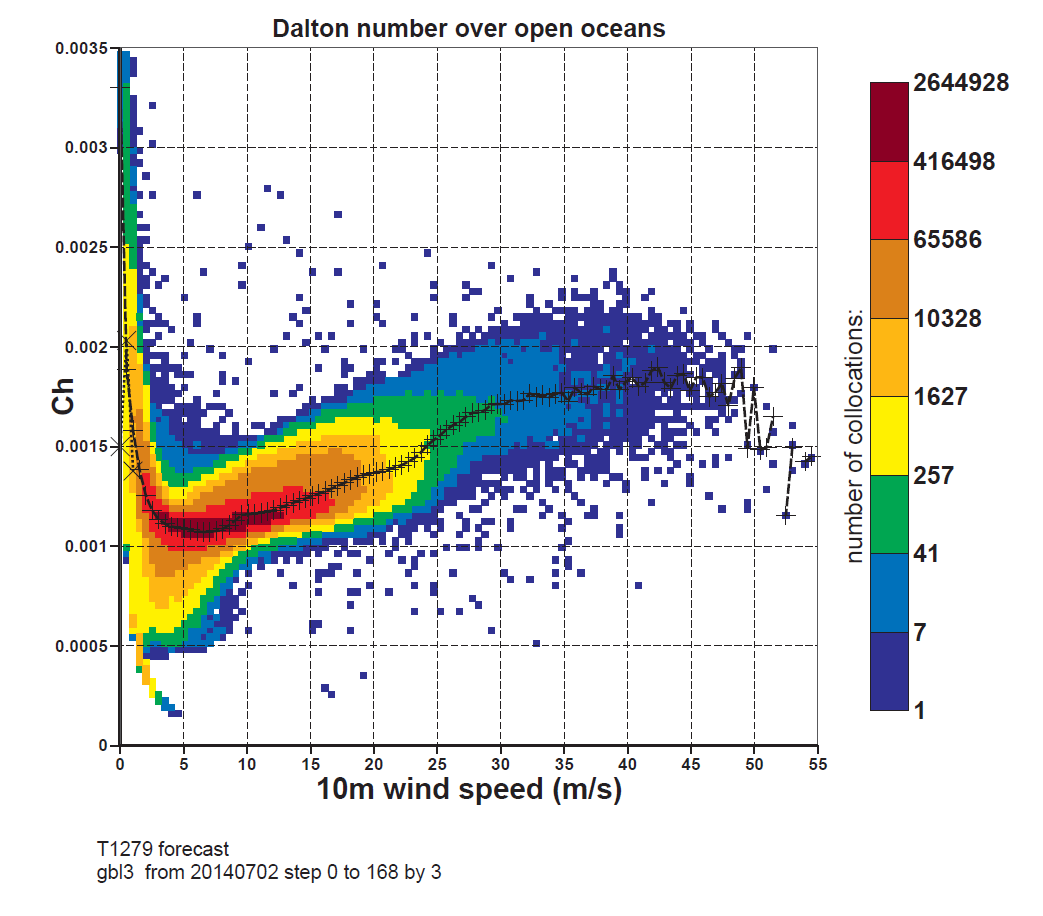 Dalton number over open oceans
0.0035
0.003
0.0025
0.002
0.0015
0.001
0.0005
0
Ch
0 5 10 15 20 25 30 35 40 45 50 55
10m wind speed (m/s)
number of collocations:
2644928
416498
65586
10328
1627
257
41
7
1
T1279 forecast
gbl3 from 20140702 step 0 to 168 by 3